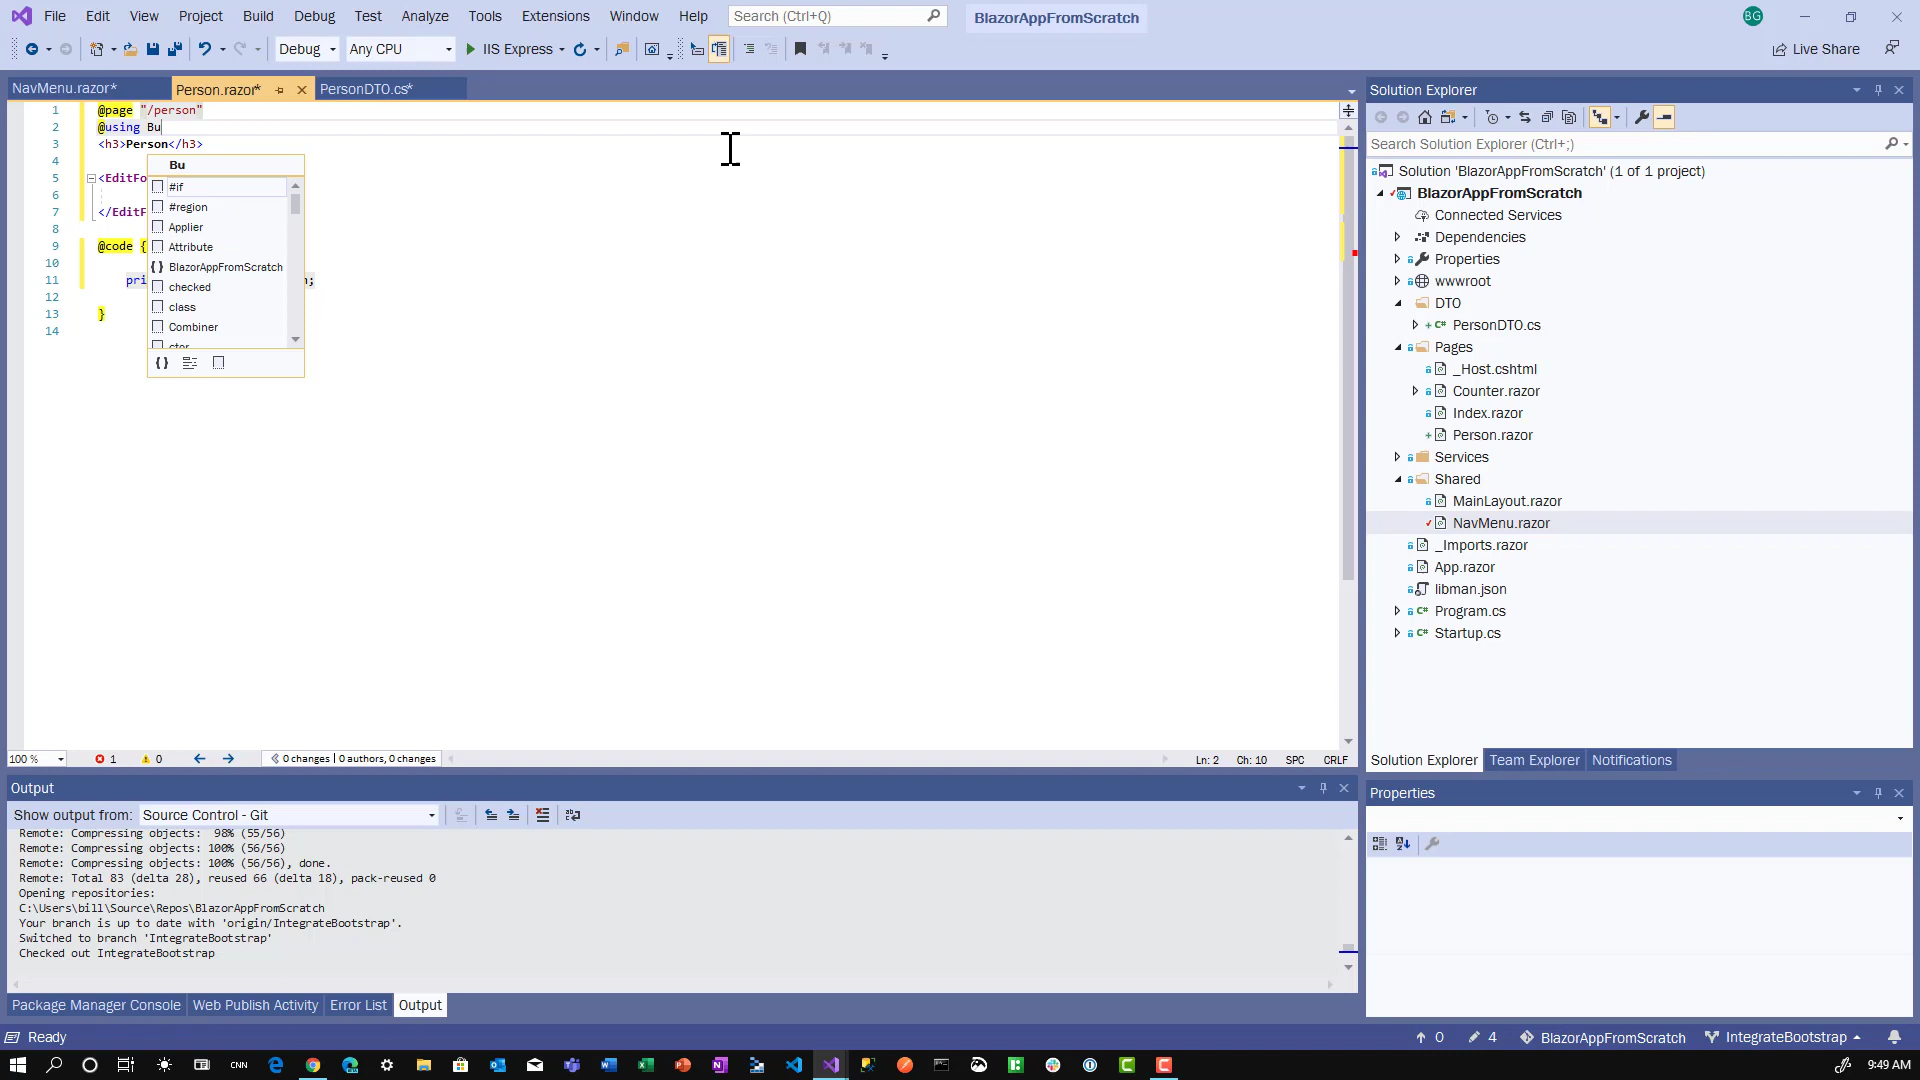 File Edit View Project Build Debug Test Analyze Tools Extensions Window Help Search (Ctrl+Q) BlazorAppFromScratch BG
Debug Any CPU IIS Express Live Share
NavMenu.razor* Person.razor* PersonDTO.cs*
1 @page "/person"
2 @using Bu
3 <h3>Person</h3>
4
5 <EditFo
6
7 </EditF
8
9 @code {
10
11 pri n;
12
13 }
14
Bu
#if
#region
Applier
Attribute
{ } BlazorAppFromScratch
checked
class
Combiner
ctor
100 % 1 0 0 changes | 0 authors, 0 changes Ln: 2 Ch: 10 SPC CRLF
Output
Show output from: Source Control - Git
Remote: Compressing objects: 98% (55/56)
Remote: Compressing objects: 100% (56/56)
Remote: Compressing objects: 100% (56/56), done.
Remote: Total 83 (delta 28), reused 66 (delta 18), pack-reused 0
Opening repositories:
C:\Users\bill\Source\Repos\BlazorAppFromScratch
Your branch is up to date with 'origin/IntegrateBootstrap'.
Switched to branch 'IntegrateBootstrap'
Checked out IntegrateBootstrap
Package Manager Console Web Publish Activity Error List Output
Solution Explorer
Search Solution Explorer (Ctrl+;)
Solution 'BlazorAppFromScratch' (1 of 1 project)
BlazorAppFromScratch
Connected Services
Dependencies
Properties
wwwroot
DTO
C# PersonDTO.cs
Pages
_Host.cshtml
Counter.razor
Index.razor
Person.razor
Services
Shared
MainLayout.razor
NavMenu.razor
_Imports.razor
App.razor
libman.json
C# Program.cs
C# Startup.cs
Solution Explorer Team Explorer Notifications
Properties
Ready 0 4 BlazorAppFromScratch IntegrateBootstrap
CNN 9:49 AM